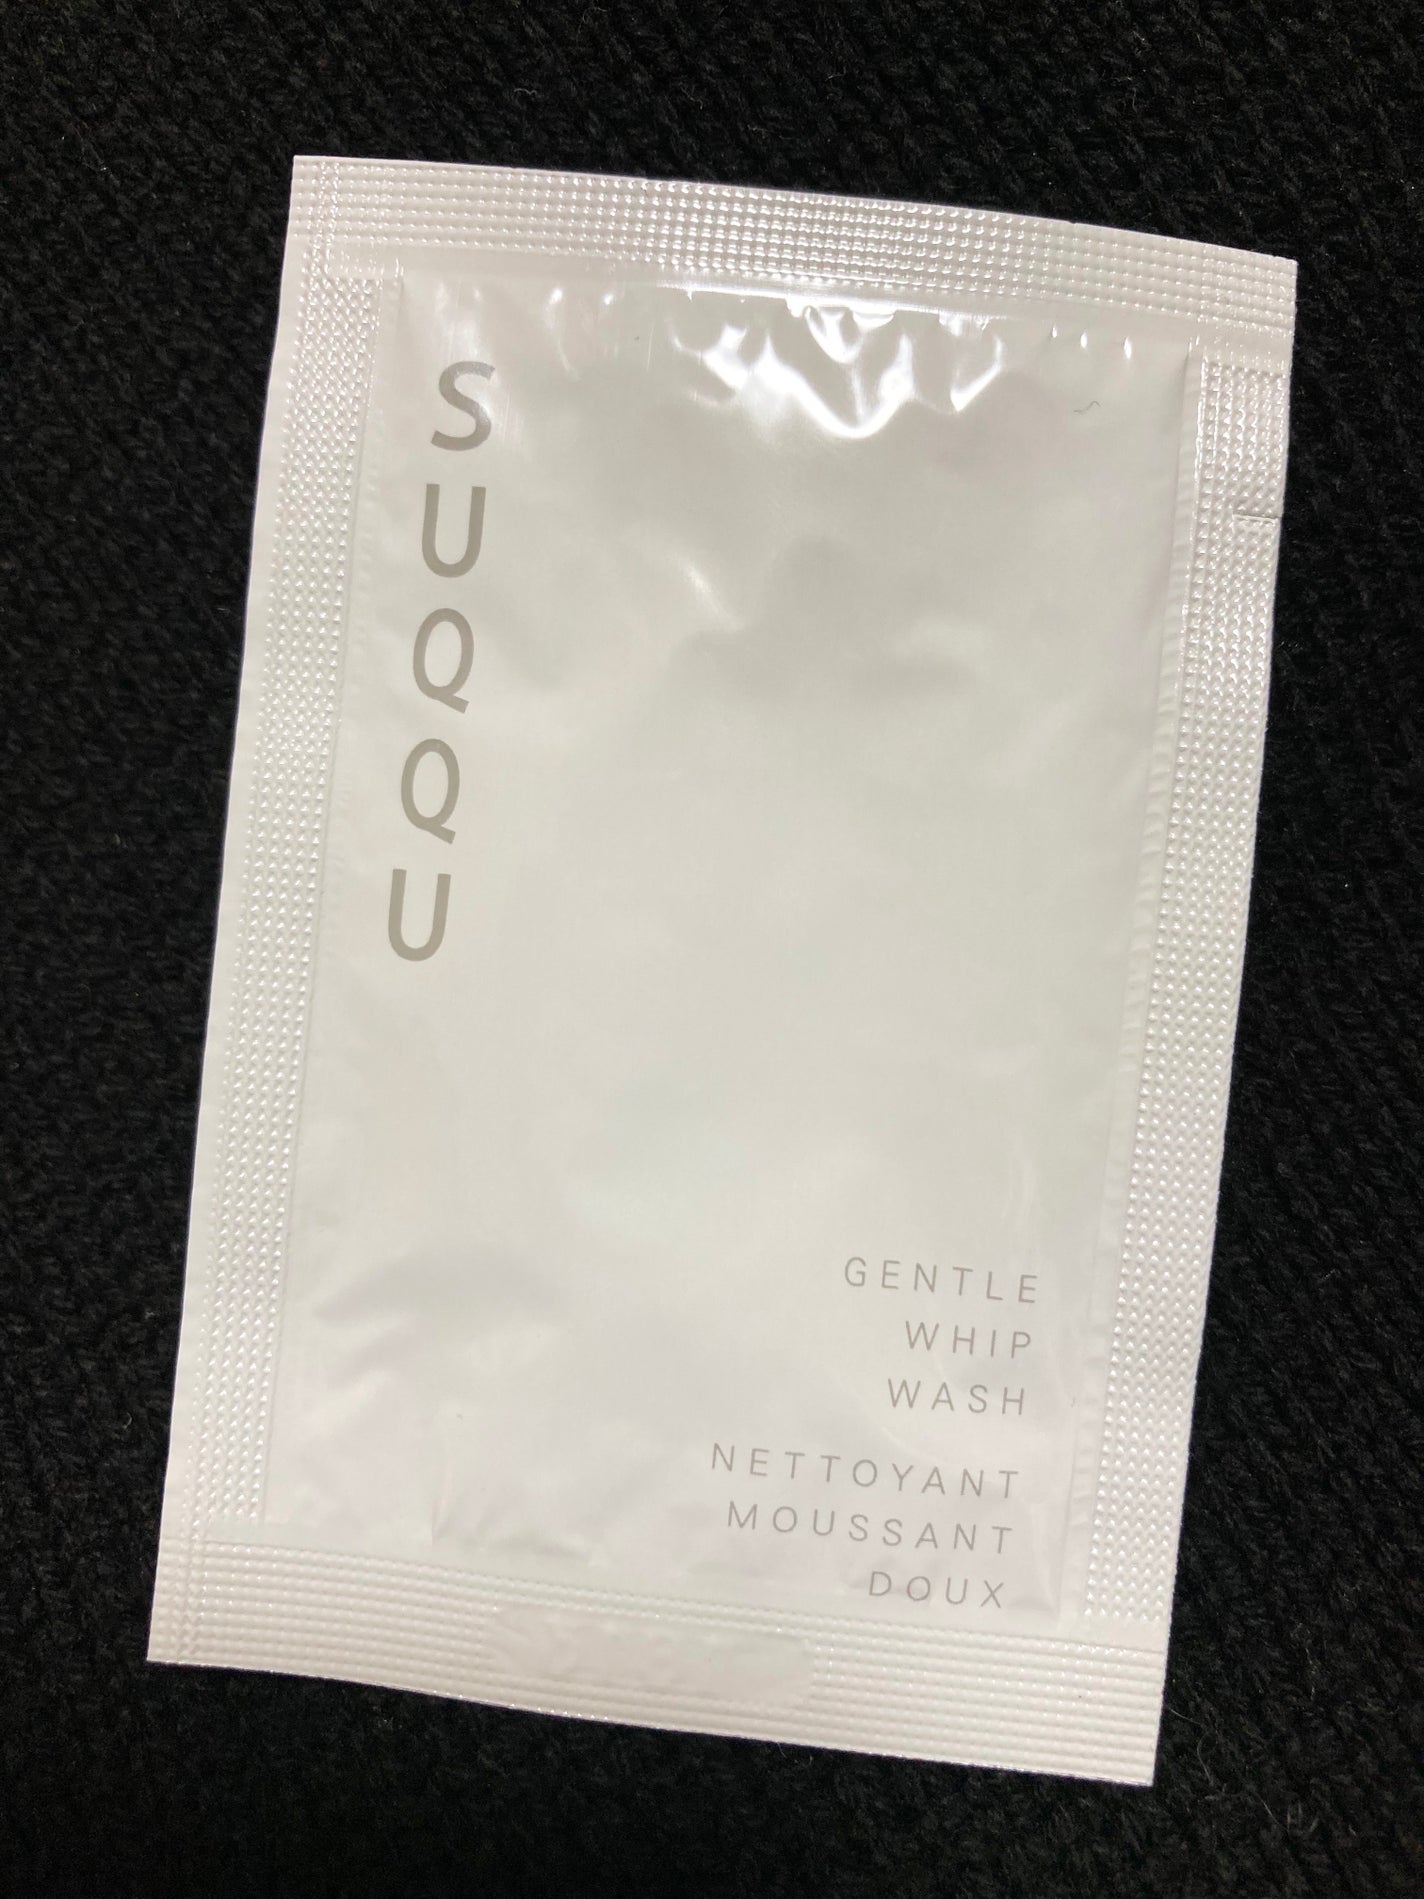 SUQQU
GENTLE
WHIP
WASH
NETTOYANT
MOUSSANT
DOUX